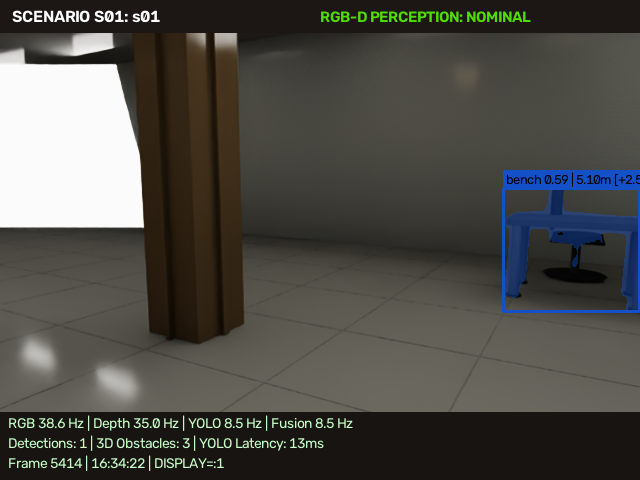 SCENARIO S01: s01
RGB-D PERCEPTION: NOMINAL
bench 0.59 | 5.10m [+2.5
RGB 38.6 Hz | Depth 35.0 Hz | YOLO 8.5 Hz | Fusion 8.5 Hz
Detections: 1 | 3D Obstacles: 3 | YOLO Latency: 13ms
Frame 5414 | 16:34:22 | DISPLAY=:1